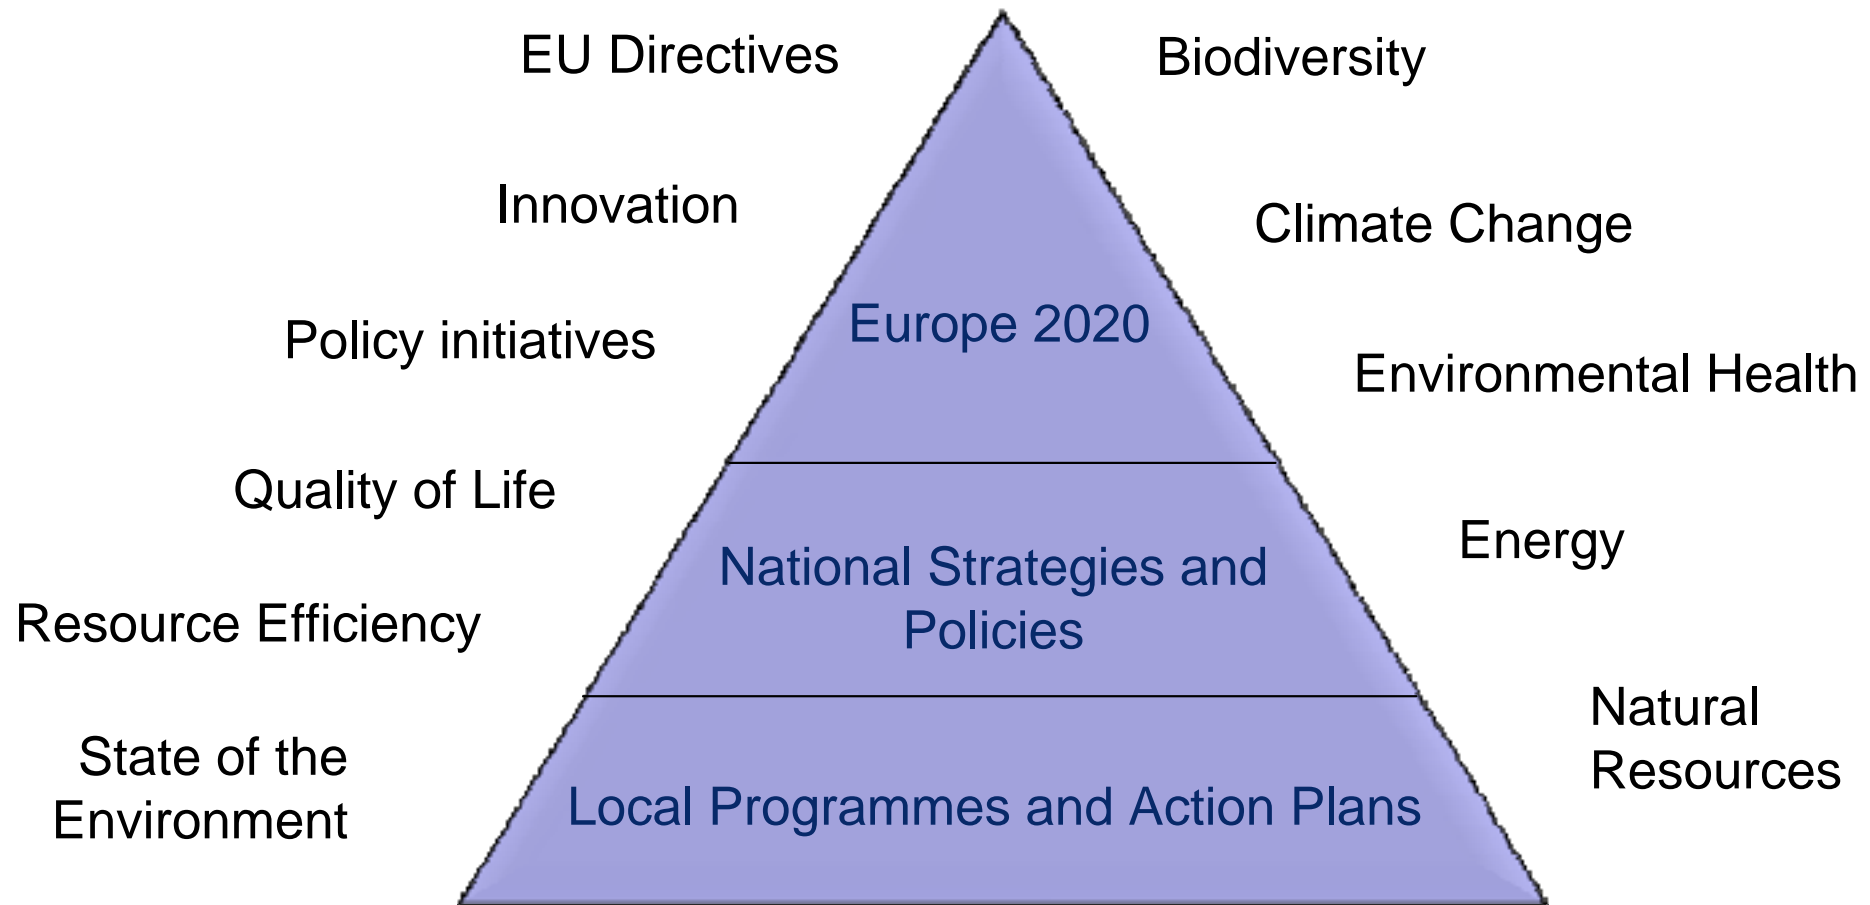 EU Directives
Biodiversity
Innovation
Climate Change
Europe 2020
Policy initiatives
Environmental Health
Quality of Life
Energy
National Strategies and
Policies
Resource Efficiency
Natural
Resources
State of the
Environment
Local Programmes and Action Plans